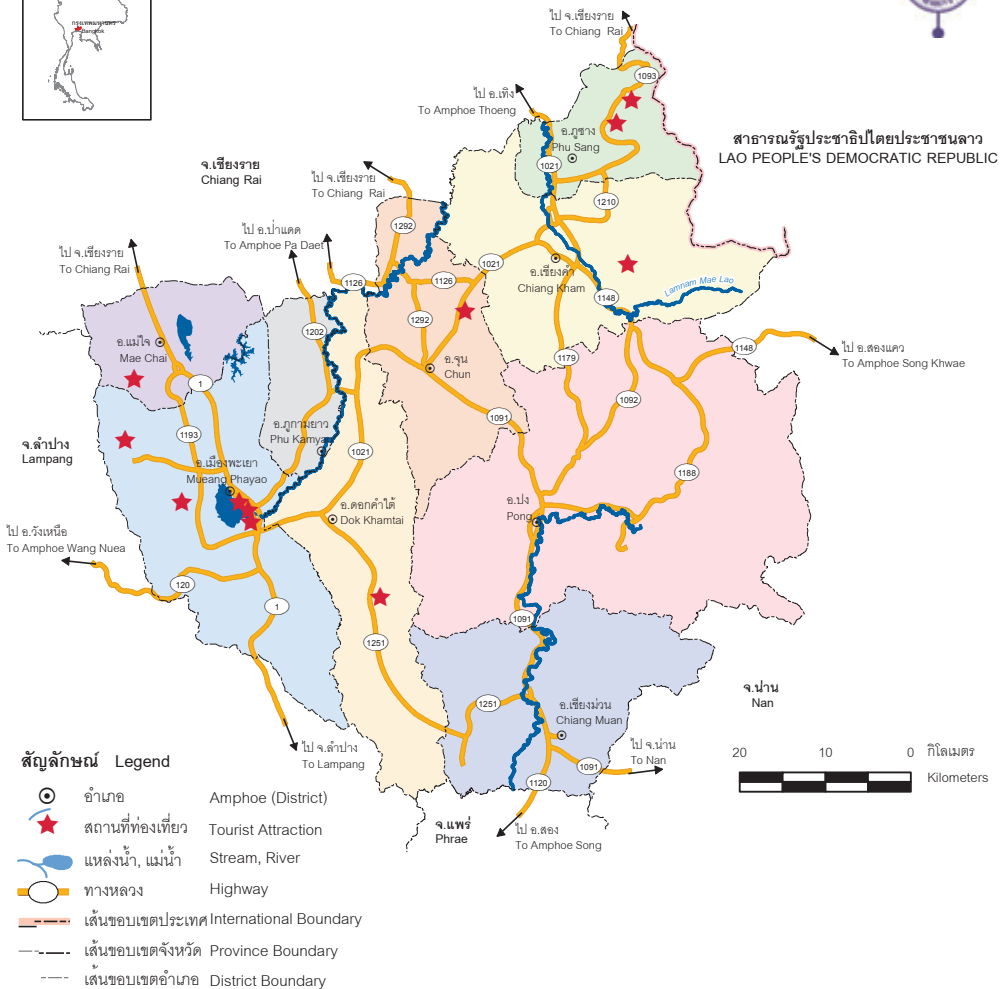 กรุงเทพมหานคร
Bangkok
ไป จ.เชียงราย
To Chiang Rai
1093
ไป อ.เทิง
To Amphoe Thoeng
อ.ภูซาง
Phu Sang
สาธารณรัฐประชาธิปไตยประชาชนลาว
LAO PEOPLE'S DEMOCRATIC REPUBLIC
จ.เชียงราย
Chiang Rai
ไป จ.เชียงราย
To Chiang Rai
1021
1210
1292
ไป อ.ป่าแดด
To Amphoe Pa Daet
ไป จ.เชียงราย
To Chiang Rai
1021
อ.เชียงคำ
Chiang Kham
1126
1126
1148
Lamnam Mae Lao
1292
1202
อ.แม่ใจ
Mae Chai
1148
ไป อ.สองแคว
To Amphoe Song Khwae
อ.จุน
Chun
1179
1
1092
1091
จ.ลำปาง
Lampang
1193
อ.ภูกามยาว
Phu Kamyao
1021
อ.เมืองพะเยา
Mueang Phayao
1188
อ.ปง
Pong
อ.ดอกคำใต้
Dok Khamtai
ไป อ.วังเหนือ
To Amphoe Wang Nuea
120
1
1091
1251
จ.น่าน
Nan
1251
อ.เชียงม่วน
Chiang Muan
ไป จ.ลำปาง
To Lampang
ไป จ.น่าน
To Nan
1091
1120
จ.แพร่
Phrae
ไป อ.สอง
To Amphoe Song
20 10 0 กิโลเมตร
Kilometers
สัญลักษณ์ Legend
อำเภอ Amphoe (District)
สถานที่ท่องเที่ยว Tourist Attraction
แหล่งน้ำ, แม่น้ำ Stream, River
ทางหลวง Highway
เส้นขอบเขตประเทศ International Boundary
เส้นขอบเขตจังหวัด Province Boundary
เส้นขอบเขตอำเภอ District Boundary